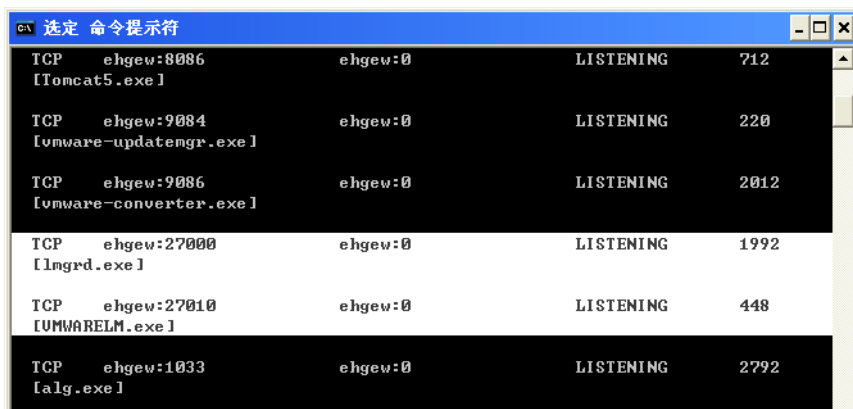 选定 命令提示符
TCP ehgew:8086 ehgew:0 LISTENING 712
[Tomcat5.exe]
TCP ehgew:9084 ehgew:0 LISTENING 220
[vmware-updatemgr.exe]
TCP ehgew:9086 ehgew:0 LISTENING 2012
[vmware-converter.exe]
TCP ehgew:27000 ehgew:0 LISTENING 1992
[lmgrd.exe]
TCP ehgew:27010 ehgew:0 LISTENING 448
[VMWARELM.exe]
TCP ehgew:1033 ehgew:0 LISTENING 2792
[alg.exe]